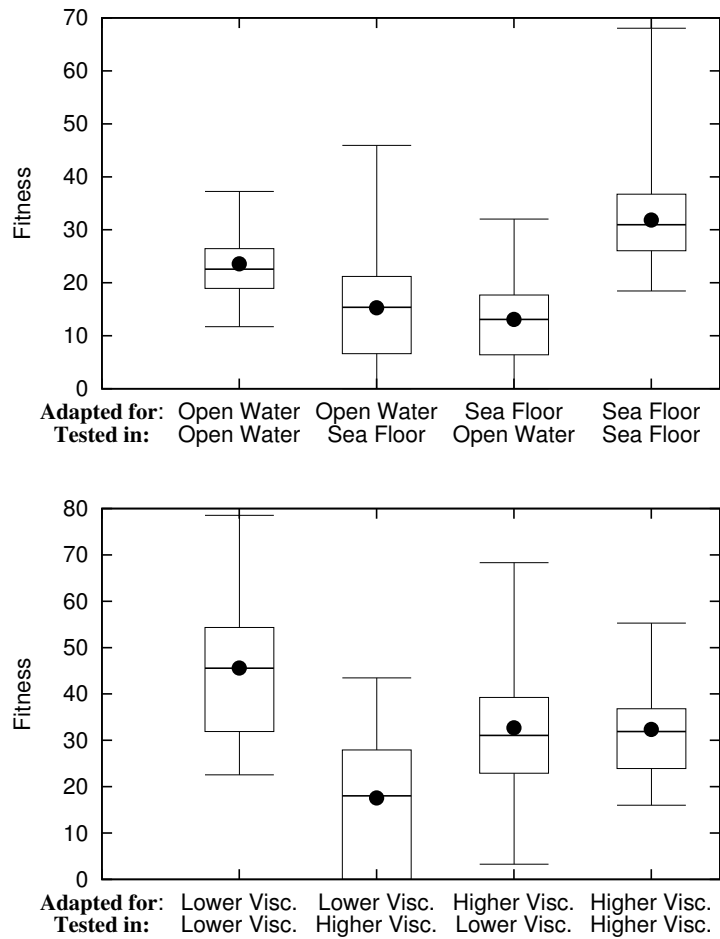 70
60
50
40
30
20
10
0
Fitness
Adapted for: Open Water Open Water Sea Floor Sea Floor
Tested in: Open Water Sea Floor Open Water Sea Floor
80
70
60
50
40
30
20
10
0
Fitness
Adapted for: Lower Visc. Lower Visc. Higher Visc. Higher Visc.
Tested in: Lower Visc. Higher Visc. Lower Visc. Higher Visc.